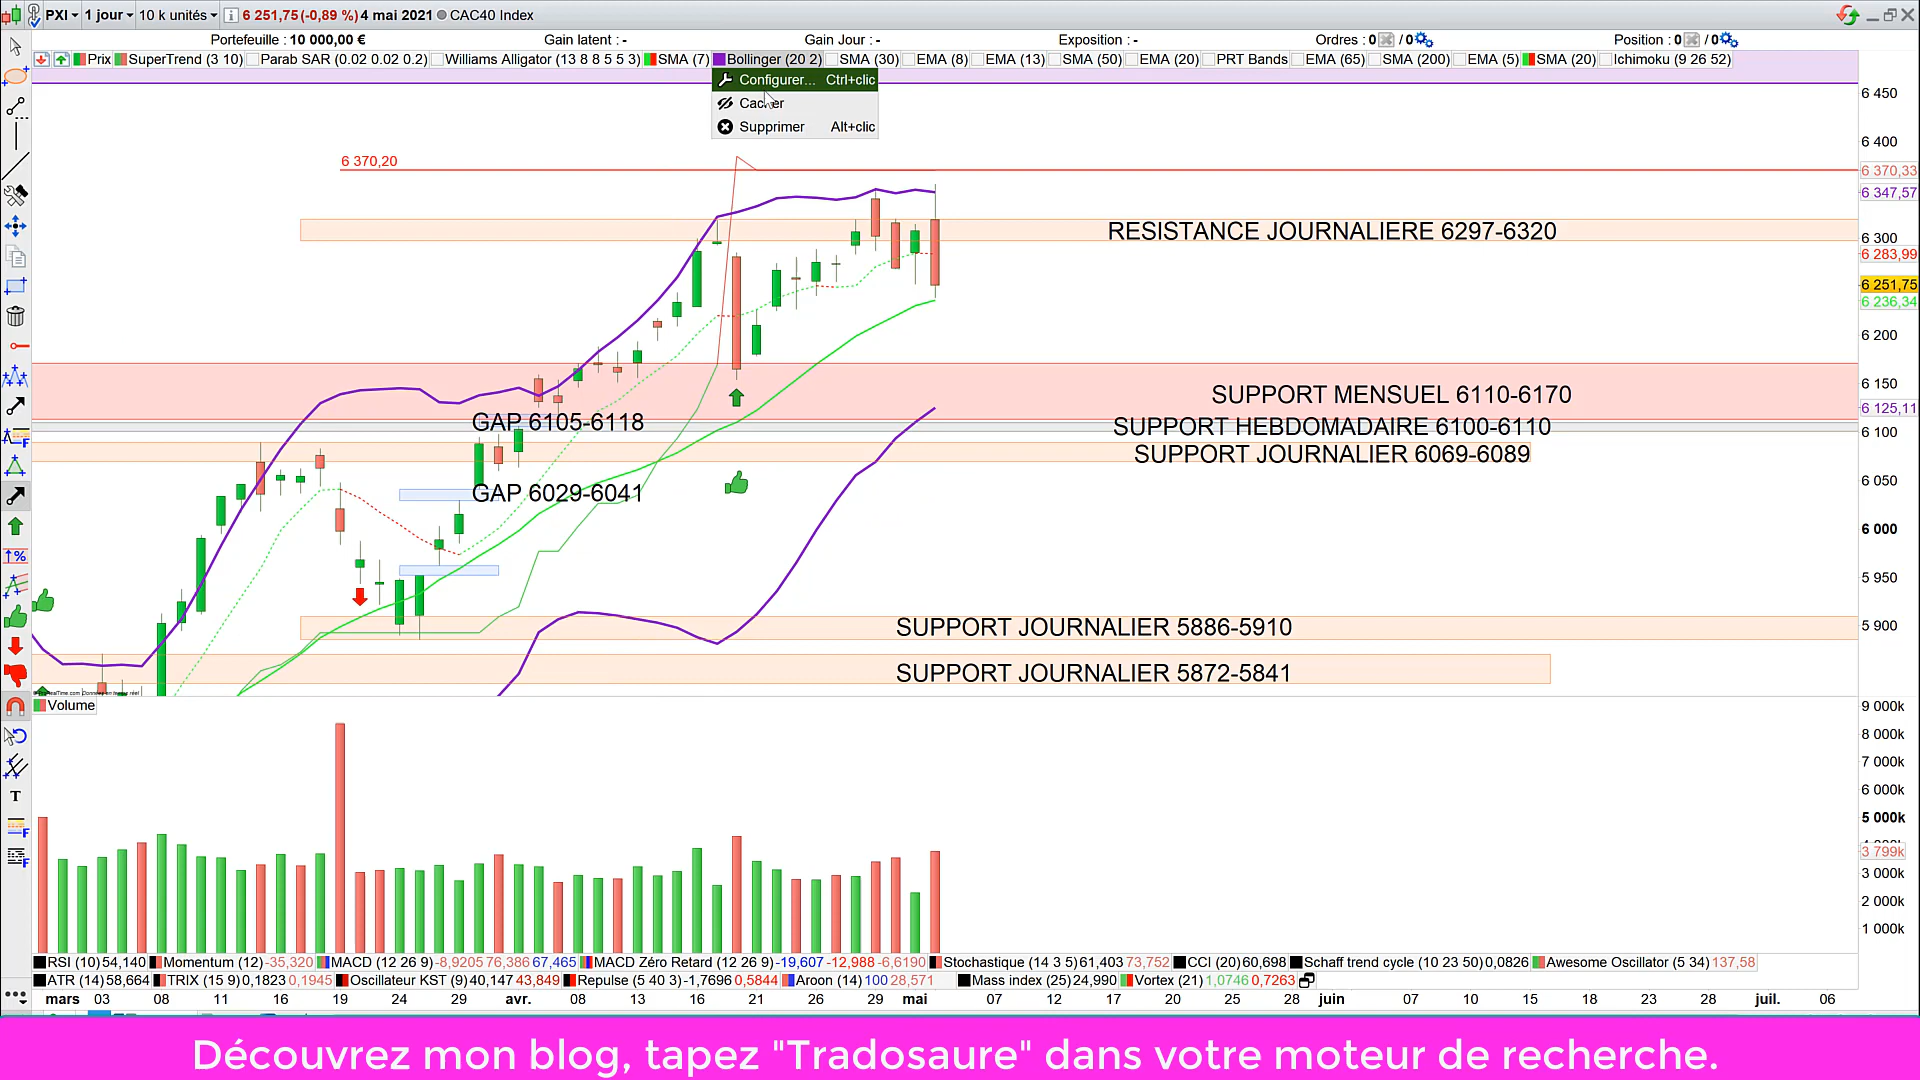 PXI 1 jour 10 k unités 6 251,75 (-0,89 %) 4 mai 2021 CAC40 Index
Portefeuille : 10 000,00 € Gain latent : - Gain Jour : - Exposition : - Ordres : 0 / 0 Position : 0 / 0
Prix SuperTrend (3 10) Parab SAR (0.02 0.02 0.2) Williams Alligator (13 8 8 5 5 3) SMA (7) Bollinger (20 2) SMA (30) EMA (8) EMA (13) SMA (50) EMA (20) PRT Bands EMA (65) SMA (200) EMA (5) SMA (20) Ichimoku (9 26 52)
Configurer... Ctrl+clic
Cacher
Supprimer Alt+clic
6 450
6 400
6 370,20
6 370,33
6 347,57
RESISTANCE JOURNALIERE 6297-6320
6 300
6 283,99
6 251,75
6 236,34
6 200
6 150
SUPPORT MENSUEL 6110-6170
6 125,11
GAP 6105-6118
SUPPORT HEBDOMADAIRE 6100-6110
6 100
SUPPORT JOURNALIER 6069-6089
6 050
GAP 6029-6041
6 000
5 950
SUPPORT JOURNALIER 5886-5910
5 900
SUPPORT JOURNALIER 5872-5841
Volume
9 000k
8 000k
7 000k
6 000k
5 000k
3 799k
3 000k
2 000k
1 000k
RSI (10) 54,140 Momentum (12) -35,320 MACD (12 26 9) -8,9205 76,386 67,465 MACD Zéro Retard (12 26 9) -19,607 -12,988 -6,6190 Stochastique (14 3 5) 61,403 73,752 CCI (20) 60,698 Schaff trend cycle (10 23 50) 0,0826 Awesome Oscillator (5 34) 137,58
ATR (14) 58,664 TRIX (15 9) 0,1823 0,1945 Oscillateur KST (9) 40,147 43,849 Repulse (5 40 3) -1,7696 0,5844 Aroon (14) 100 28,571 Mass index (25) 24,990 Vortex (21) 1,0746 0,7263
mars 03 08 11 16 19 24 29 avr. 08 13 16 21 26 29 mai 07 12 17 20 25 28 juin 07 10 15 18 23 28 juil. 06
Découvrez mon blog, tapez "Tradosaure" dans votre moteur de recherche.